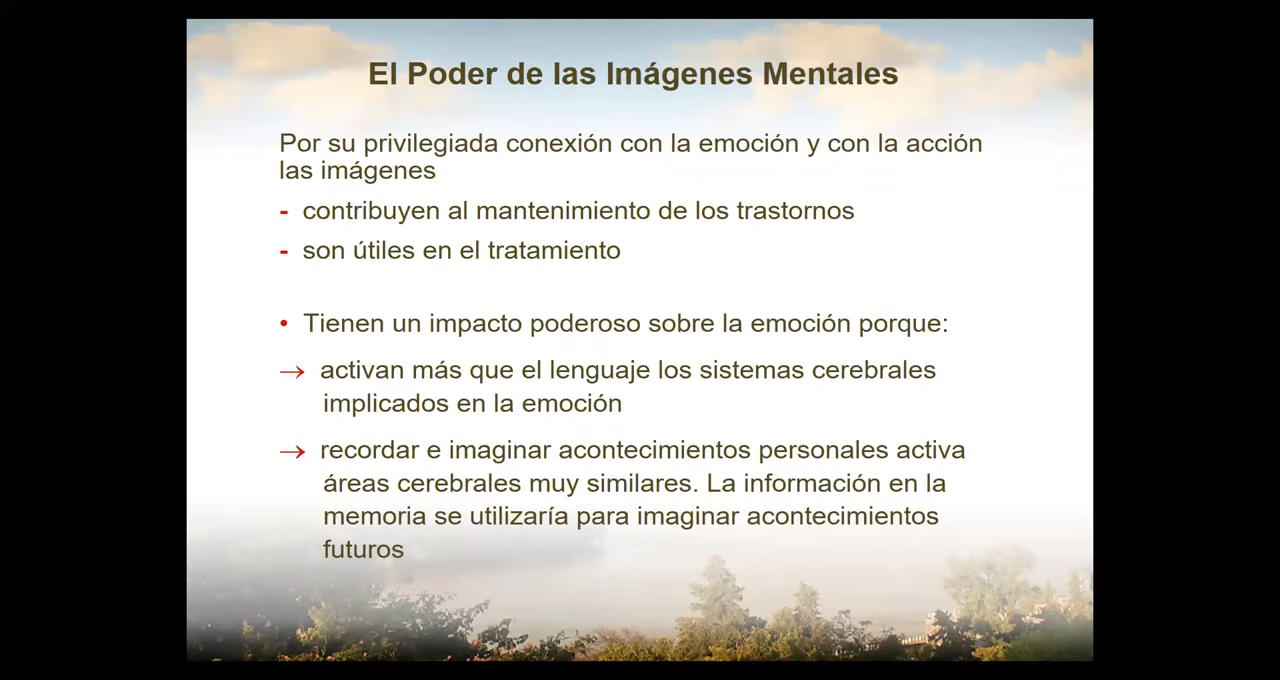 El Poder de las Imágenes Mentales
Por su privilegiada conexión con la emoción y con la acción
las imágenes
- contribuyen al mantenimiento de los trastornos
- son útiles en el tratamiento
• Tienen un impacto poderoso sobre la emoción porque:
→ activan más que el lenguaje los sistemas cerebrales
implicados en la emoción
→ recordar e imaginar acontecimientos personales activa
áreas cerebrales muy similares. La información en la
memoria se utilizaría para imaginar acontecimientos
futuros